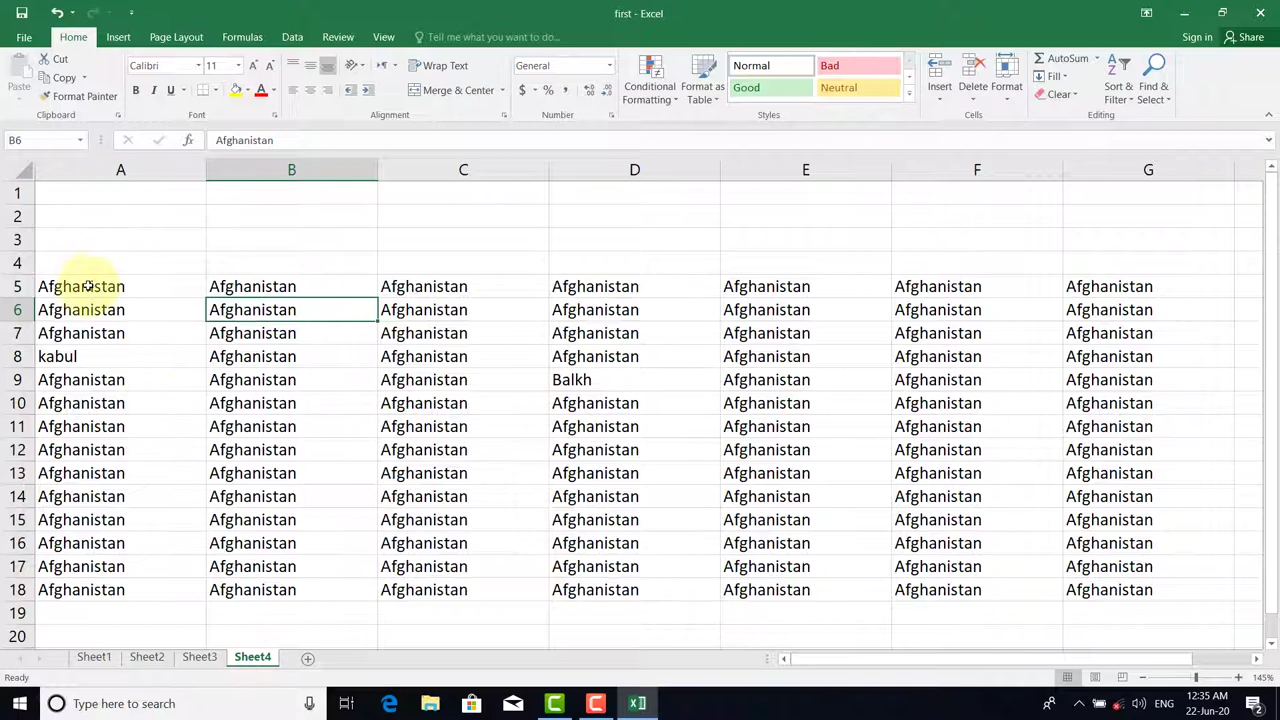 first - Excel
Sign in Share
File Home Insert Page Layout Formulas Data Review View Tell me what you want to do...
Cut
Copy
Format Painter
Paste
Clipboard
Calibri 11
B I U
Font
Wrap Text
Merge & Center
Alignment
General
$ % ,
Number
Conditional Formatting
Format as Table
Normal Bad
Good Neutral
Styles
Insert Delete Format
Cells
AutoSum
Fill
Clear
Sort & Filter
Find & Select
Editing
B6 fx Afghanistan
A B C D E F G
1
2
3
4
5 Afghanistan Afghanistan Afghanistan Afghanistan Afghanistan Afghanistan Afghanistan
6 Afghanistan Afghanistan Afghanistan Afghanistan Afghanistan Afghanistan Afghanistan
7 Afghanistan Afghanistan Afghanistan Afghanistan Afghanistan Afghanistan Afghanistan
8 kabul Afghanistan Afghanistan Afghanistan Afghanistan Afghanistan Afghanistan
9 Afghanistan Afghanistan Afghanistan Balkh Afghanistan Afghanistan Afghanistan
10 Afghanistan Afghanistan Afghanistan Afghanistan Afghanistan Afghanistan Afghanistan
11 Afghanistan Afghanistan Afghanistan Afghanistan Afghanistan Afghanistan Afghanistan
12 Afghanistan Afghanistan Afghanistan Afghanistan Afghanistan Afghanistan Afghanistan
13 Afghanistan Afghanistan Afghanistan Afghanistan Afghanistan Afghanistan Afghanistan
14 Afghanistan Afghanistan Afghanistan Afghanistan Afghanistan Afghanistan Afghanistan
15 Afghanistan Afghanistan Afghanistan Afghanistan Afghanistan Afghanistan Afghanistan
16 Afghanistan Afghanistan Afghanistan Afghanistan Afghanistan Afghanistan Afghanistan
17 Afghanistan Afghanistan Afghanistan Afghanistan Afghanistan Afghanistan Afghanistan
18 Afghanistan Afghanistan Afghanistan Afghanistan Afghanistan Afghanistan Afghanistan
19
20
Sheet1 Sheet2 Sheet3 Sheet4
Ready 145%
Type here to search
ENG
12:35 AM
22-Jun-20
2